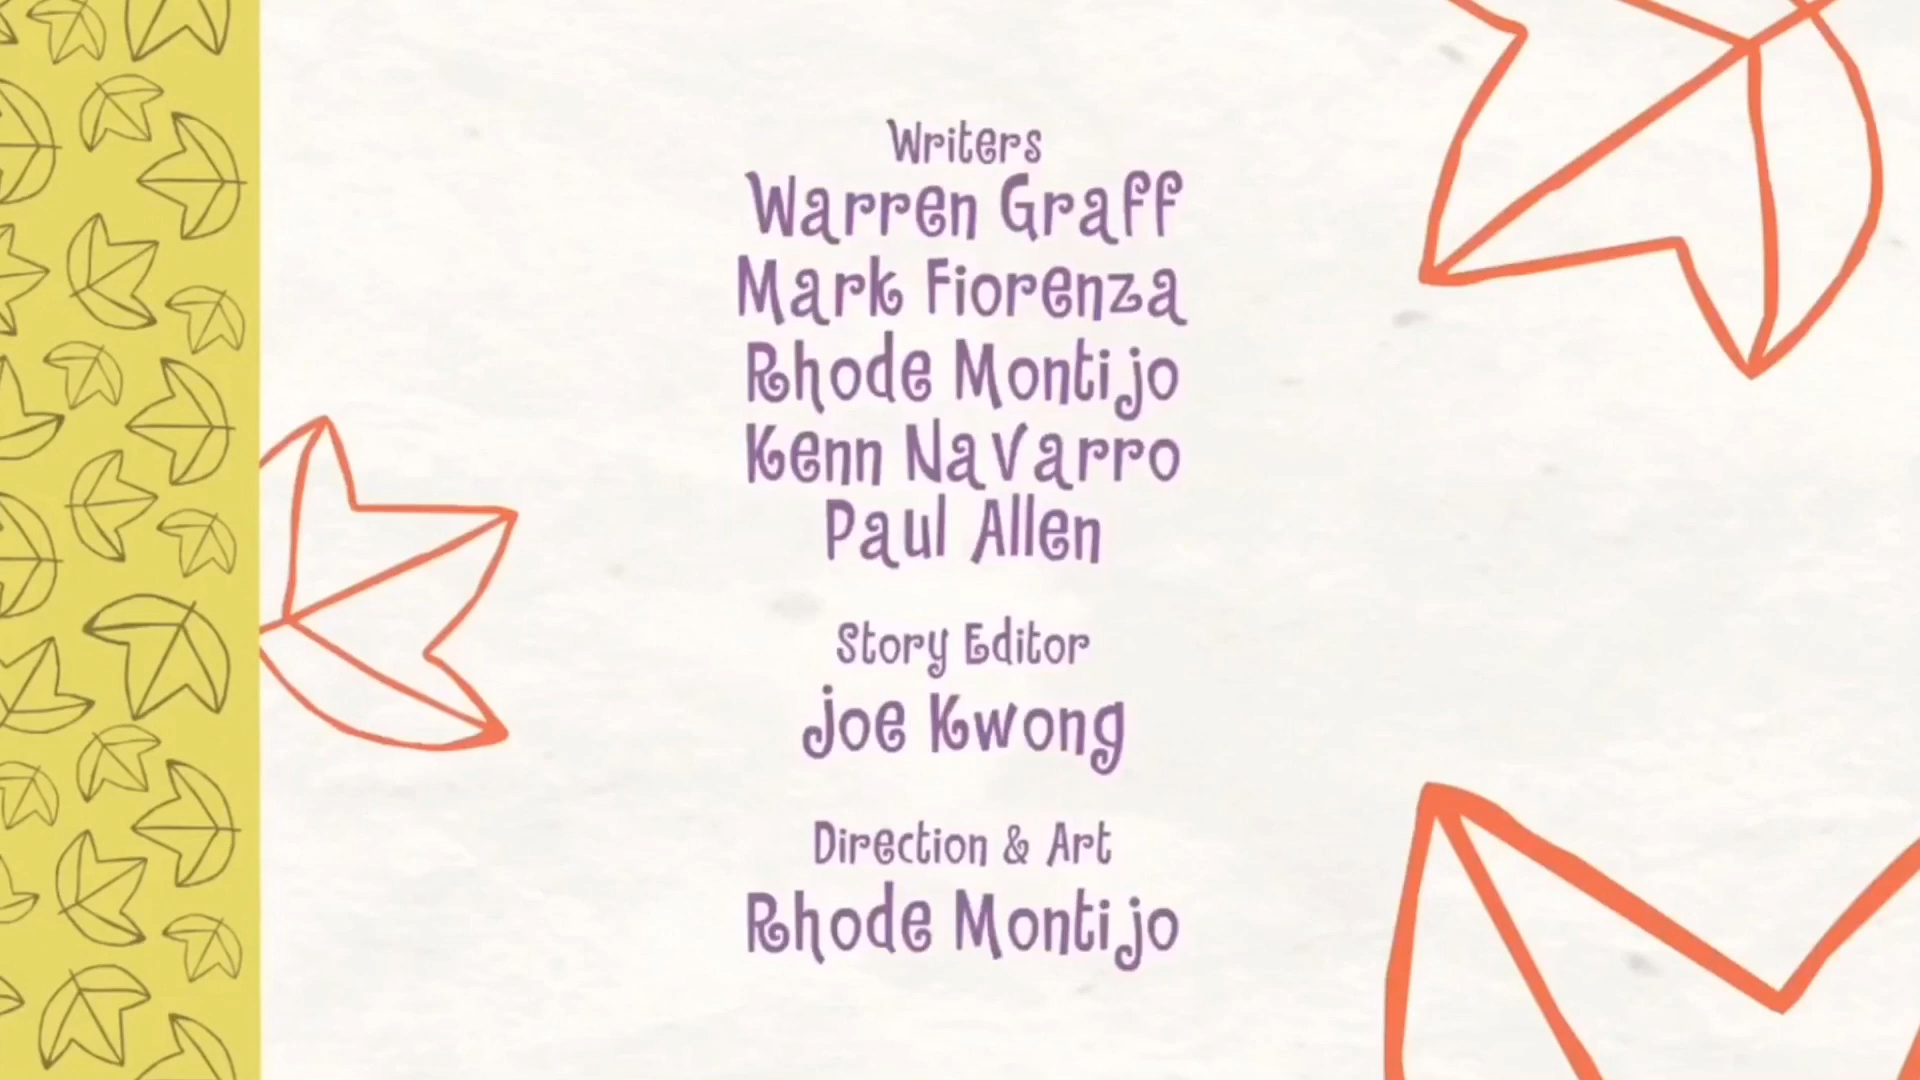 Writers
Warren Graff
Mark Fiorenza
Rhode Montijo
Kenn Navarro
Paul Allen
Story Editor
Joe Kwong
Direction & Art
Rhode Montijo